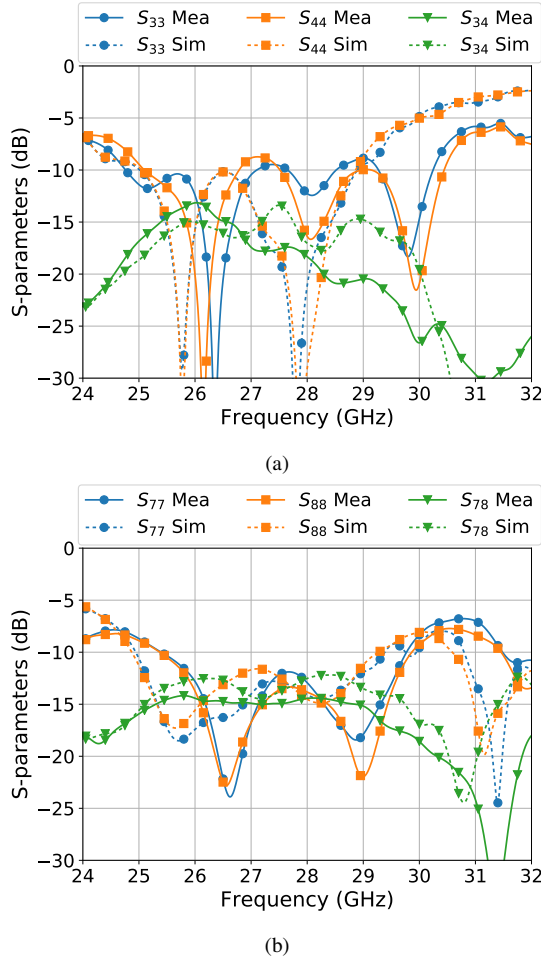 S33 Mea S44 Mea S34 Mea
S33 Sim S44 Sim S34 Sim
0
−5
−10
−15
−20
−25
−30
S-parameters (dB)
24 25 26 27 28 29 30 31 32
Frequency (GHz)
(a)
S77 Mea S88 Mea S78 Mea
S77 Sim S88 Sim S78 Sim
0
−5
−10
−15
−20
−25
−30
S-parameters (dB)
24 25 26 27 28 29 30 31 32
Frequency (GHz)
(b)